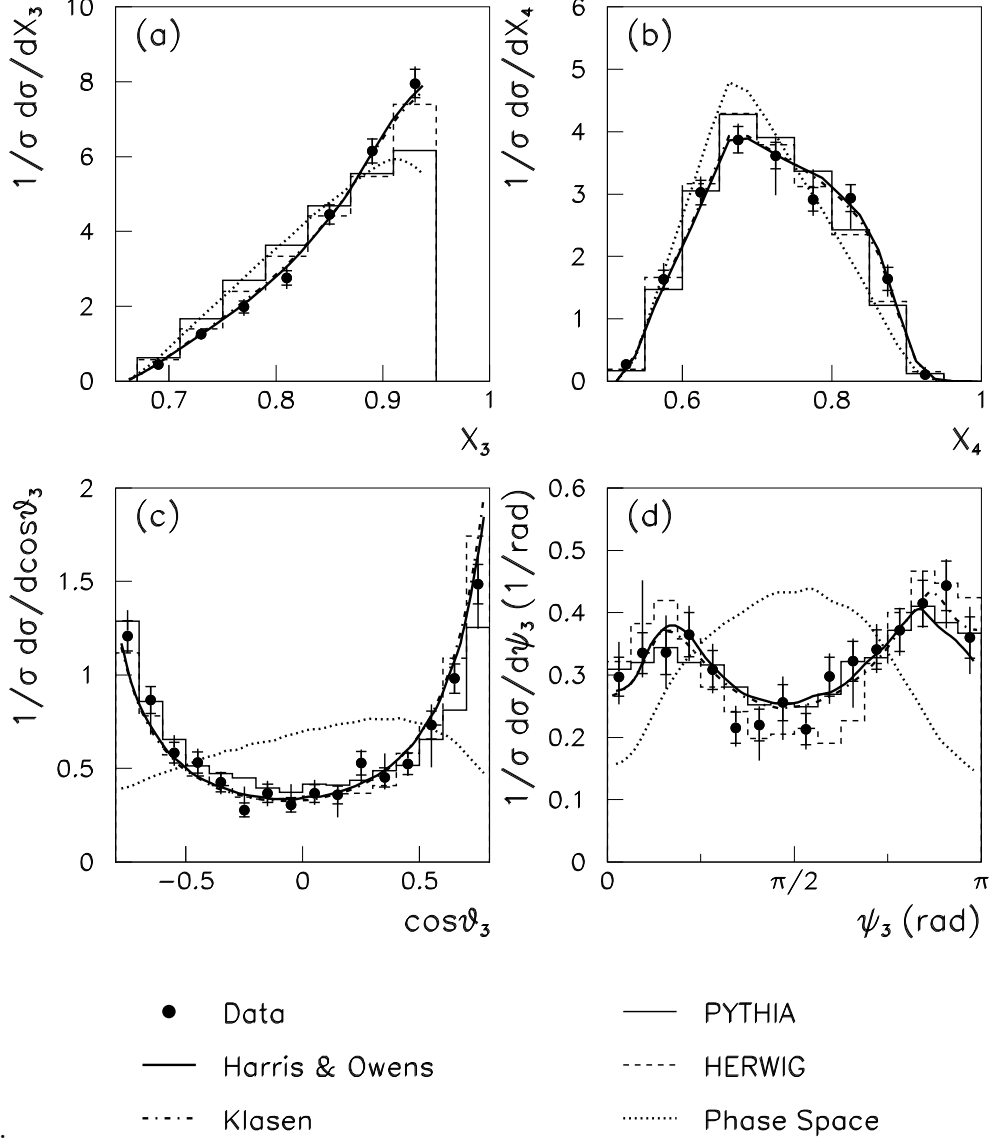 1/σ dσ/dX3
(a)
10
8
6
4
2
0
0.7 0.8 0.9 1
X3
1/σ dσ/dX4
(b)
6
5
4
3
2
1
0
0.6 0.8 1
X4
1/σ dσ/dcosϑ3
(c)
2
1.5
1
0.5
0
−0.5 0 0.5
cosϑ3
1/σ dσ/dψ3 (1/rad)
(d)
0.6
0.5
0.4
0.3
0.2
0.1
0
0 π/2 π
ψ3 (rad)
Data
Harris & Owens
Klasen
PYTHIA
HERWIG
Phase Space
.